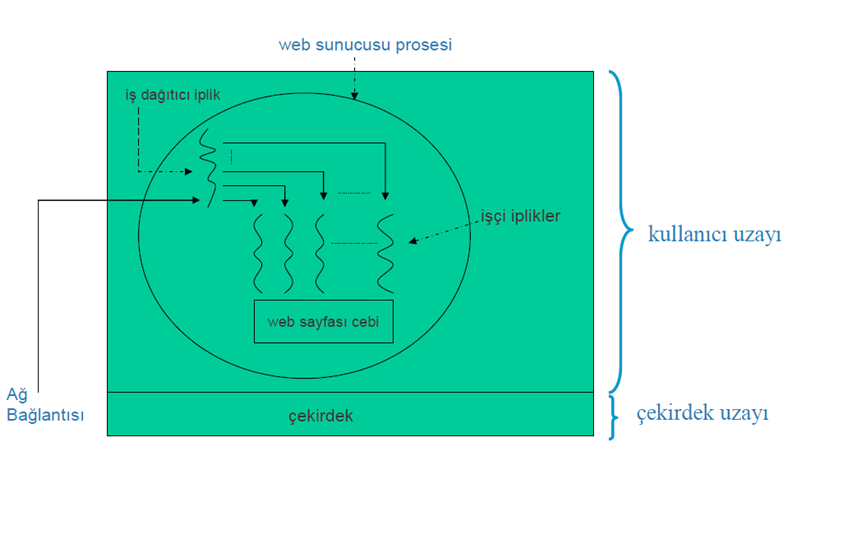 web sunucusu prosesi
iş dağıtıcı iplik
işçi iplikler
kullanıcı uzayı
web sayfası cebi
Ağ
Bağlantısı
çekirdek
çekirdek uzayı